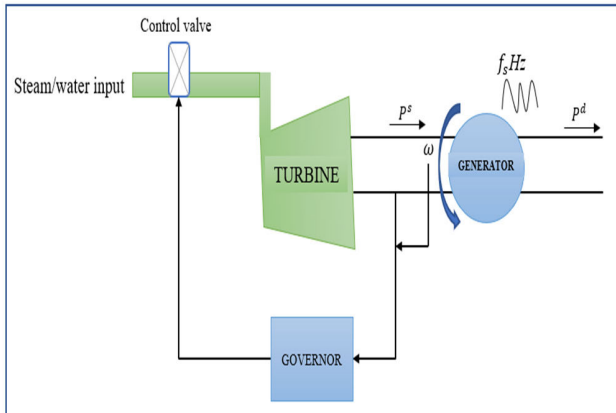 Control valve
Steam/water input
f_s Hz
P^s
P^d
ω
GENERATOR
TURBINE
GOVERNOR